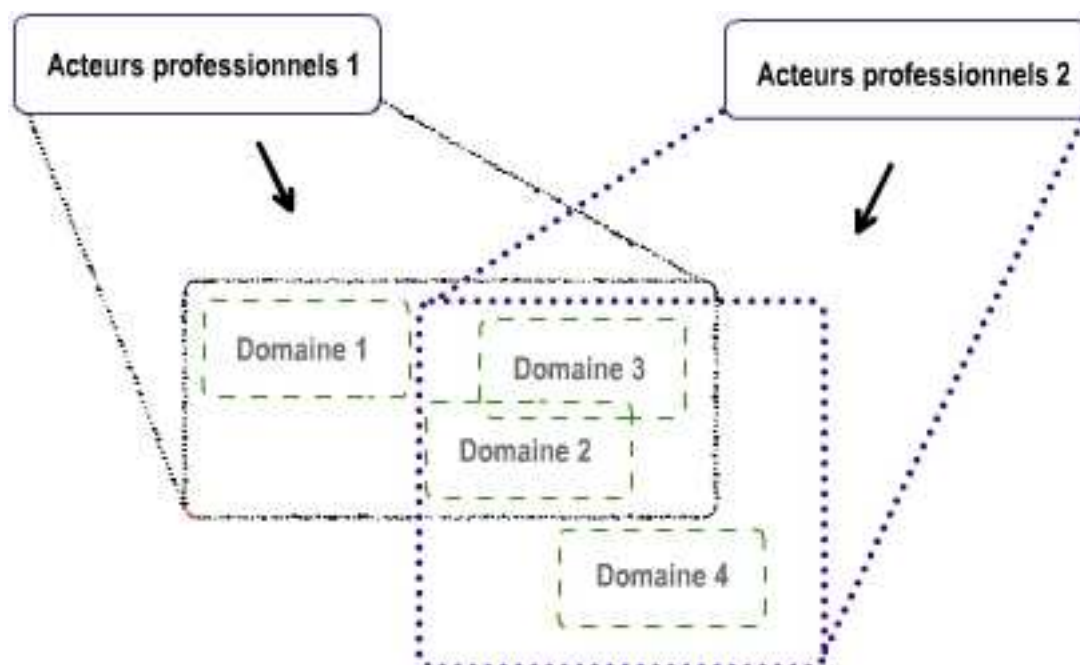 Acteurs professionnels 1
Acteurs professionnels 2
Domaine 1
Domaine 3
Domaine 2
Domaine 4